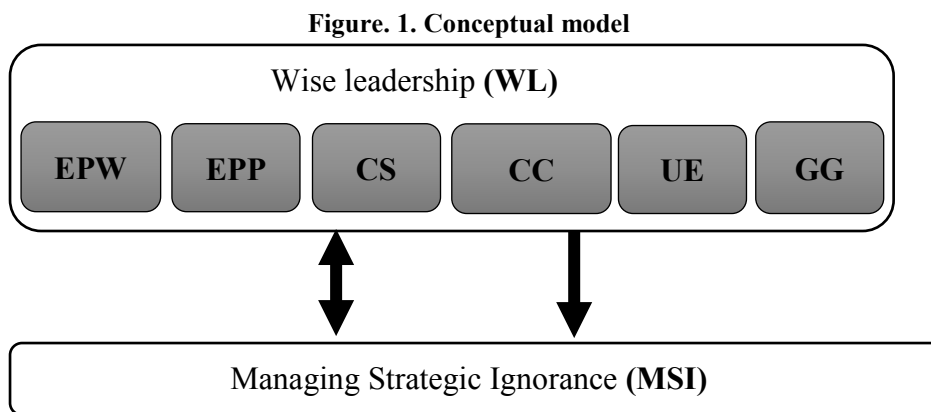 Figure. 1. Conceptual model
Wise leadership (WL)
EPW EPP CS CC UE GG
Managing Strategic Ignorance (MSI)